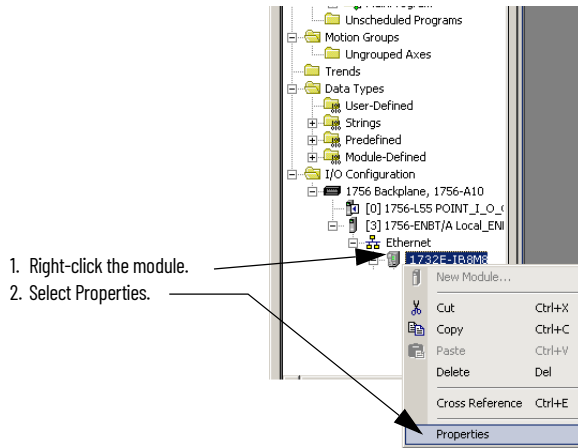 Unscheduled Programs
Motion Groups
Ungrouped Axes
Trends
Data Types
User-Defined
Strings
Predefined
Module-Defined
I/O Configuration
1756 Backplane, 1756-A10
[0] 1756-L55 POINT_I_O_
[3] 1756-ENBT/A Local_
Ethernet
1. Right-click the module.
1732E-IB8M8
2. Select Properties.
New Module...
Cut Ctrl+X
Copy Ctrl+C
Paste Ctrl+V
Delete Del
Cross Reference Ctrl+E
Properties